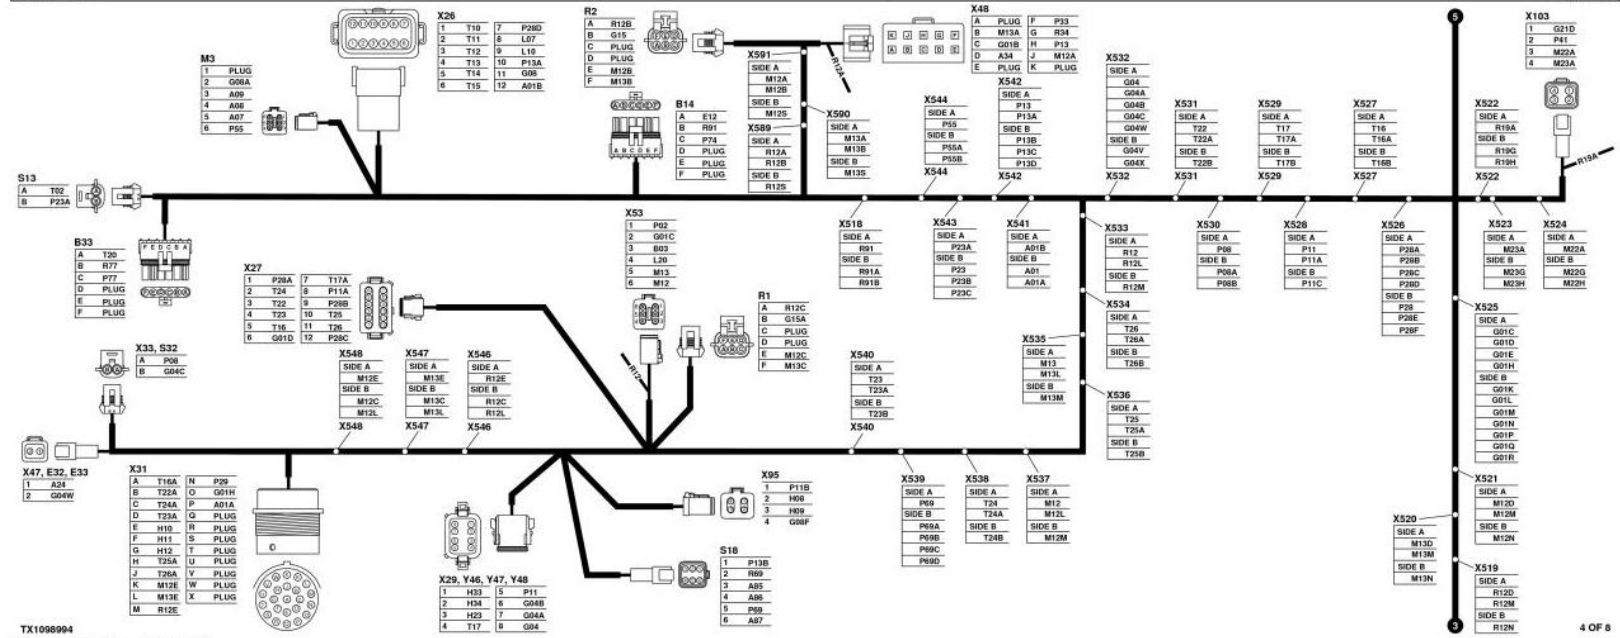 X26
1 T10 7 P28D
2 T11 8 L07
3 T12 9 L10
4 T13 10 P13A
5 T14 11 G08
6 T15 12 A01B
M3
1 PLUG
2 G08A
3 A09
4 A08
5 A07
6 P55
R2
A R12B
B G15
C PLUG
D PLUG
E M12B
F M13B
B14
A E12
B R91
C P74
D PLUG
E PLUG
F PLUG
A B C D E F
X591
SIDE A
M12A
M12B
SIDE B
M12S
X589
SIDE A
R12A
R12B
SIDE B
R12S
R12A
X590
SIDE A
M13A
M13B
SIDE B
M13S
K J H G F
A B C D E
X48
A PLUG F P33
B M13A G R34
C G01B H P13
D A34 J M12A
E PLUG K PLUG
X544
SIDE A
P55
SIDE B
P55A
P55B
X544
X542
SIDE A
P13
P13A
SIDE B
P13B
P13C
P13D
X542
X532
SIDE A
G04
G04A
G04B
G04C
G04W
SIDE B
G04V
G04X
X532
X531
SIDE A
T22
T22A
SIDE B
T22B
X531
X529
SIDE A
T17
T17A
SIDE B
T17B
X529
X527
SIDE A
T16
T16A
SIDE B
T16B
X527
5
X522
SIDE A
R19A
SIDE B
R19G
R19H
X522
X103
1 G21D
2 P41
3 M22A
4 M23A
R19A
S13
A T02
B P23A
B33
A T20
B R77
C P77
D PLUG
E PLUG
F PLUG
F E D C B A
X518
SIDE A
R91
SIDE B
R91A
R91B
X543
SIDE A
P23A
SIDE B
P23
P23B
P23C
X541
SIDE A
A01B
SIDE B
A01
A01A
X533
SIDE A
R12
R12L
SIDE B
R12M
X530
SIDE A
P08
SIDE B
P08A
P08B
X528
SIDE A
P11
P11A
SIDE B
P11C
X526
SIDE A
P28A
P28B
P28C
P28D
SIDE B
P28
P28E
P28F
X523
SIDE A
M23A
SIDE B
M23G
M23H
X524
SIDE A
M22A
SIDE B
M22G
M22H
X27
1 P28A 7 T17A
2 T24 8 P11A
3 T22 9 P28B
4 T23 10 T25
5 T16 11 T26
6 G01D 12 P28C
X53
1 P02
2 G01C
3 B03
4 L20
5 M13
6 M12
R1
A R12C
B G15A
C PLUG
D PLUG
E M12C
F M13C
R12
X534
SIDE A
T26
T26A
SIDE B
T26B
X535
SIDE A
M13
M13L
SIDE B
M13M
X536
SIDE A
T25
T25A
SIDE B
T25B
X525
SIDE A
G01C
G01D
G01E
G01H
SIDE B
G01K
G01L
G01M
G01N
G01P
G01Q
G01R
X33, S32
A P08
B G04C
X548
SIDE A
M12E
SIDE B
M12C
M12L
X548
X547
SIDE A
M13E
SIDE B
M13C
M13L
X547
X546
SIDE A
R12E
SIDE B
R12C
R12L
X546
X540
SIDE A
T23
T23A
SIDE B
T23B
X540
X47, E32, E33
1 A24
2 G04W
X31
A T16A N P29
B T22A O G01H
C T24A P A01A
D T23A Q PLUG
E H10 R PLUG
F H11 S PLUG
G H12 T PLUG
H T25A U PLUG
J T26A V PLUG
K M12E W PLUG
L M13E X PLUG
M R12E
X29, Y46, Y47, Y48
1 H33 5 P11
2 H34 6 G04B
3 H23 7 G04A
4 T17 8 G04
X95
1 P11B
2 H08
3 H09
4 G08F
S18
1 P13B
2 R69
3 A85
4 A86
5 P69
6 A87
X539
SIDE A
P69
SIDE B
P69A
P69B
P69C
P69D
X538
SIDE A
T24
T24A
SIDE B
T24B
X537
SIDE A
M12
M12L
SIDE B
M12M
X521
SIDE A
M12D
M12M
SIDE B
M12N
X520
SIDE A
M13D
M13M
SIDE B
M13N
X519
SIDE A
R12D
R12M
SIDE B
R12N
3
TX1098994
4 OF 8